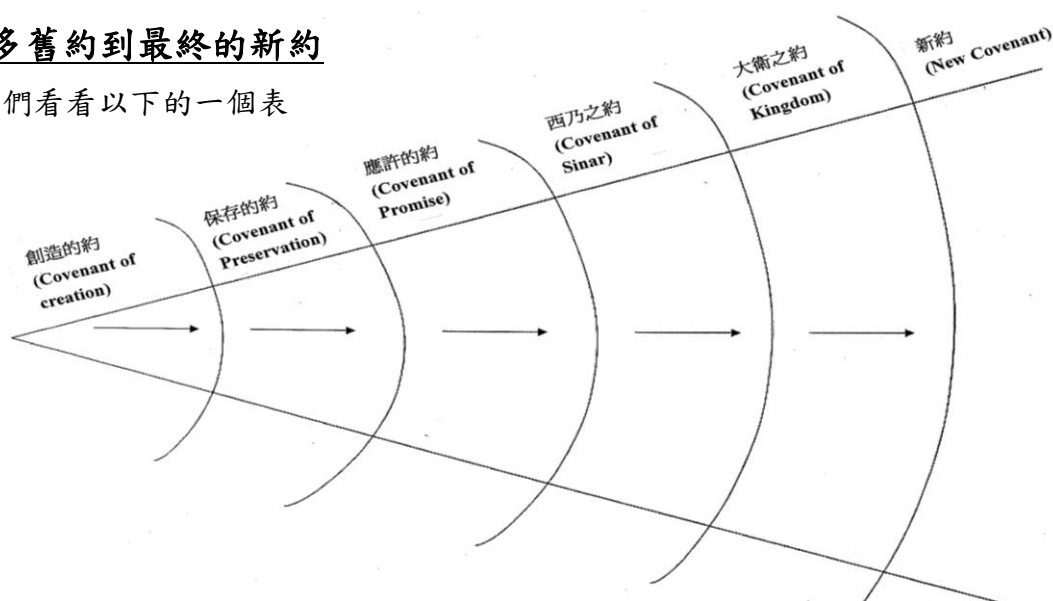 多舊約到最終的新約
們看看以下的一個表
創造的約
(Covenant of
creation)
保存的約
(Covenant of
Preservation)
應許的約
(Covenant of
Promise)
西乃之約
(Covenant of
Sinar)
大衛之約
(Covenant of
Kingdom)
新約
(New Covenant)